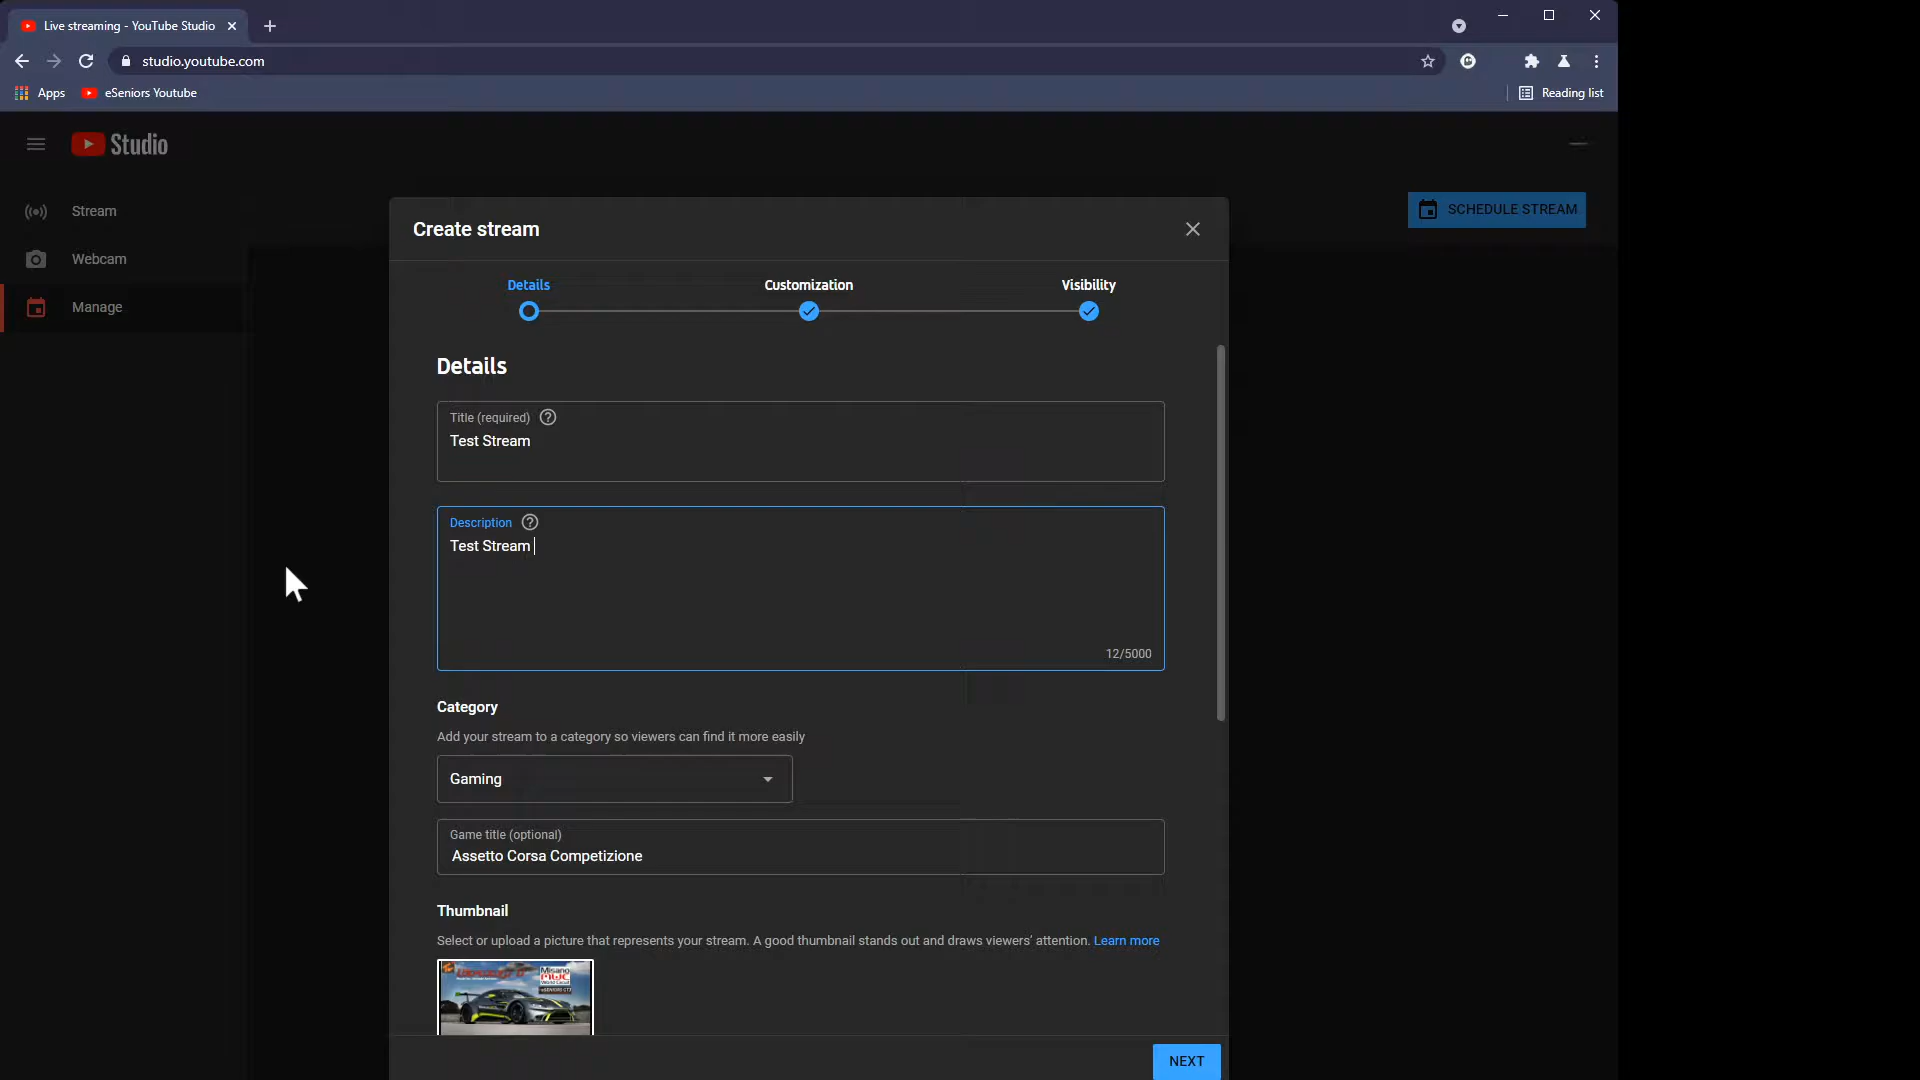 Live streaming - YouTube Studio
studio.youtube.com
Apps
eSeniors Youtube
Reading list
Studio
Stream
Webcam
Manage
SCHEDULE STREAM
Create stream
Details
Customization
Visibility
Details
Title (required)
Test Stream
Description
Test Stream
12/5000
Category
Add your stream to a category so viewers can find it more easily
Gaming
Game title (optional)
Assetto Corsa Competizione
Thumbnail
Select or upload a picture that represents your stream. A good thumbnail stands out and draws viewers' attention. Learn more
Misano
World Circuit
NEXT